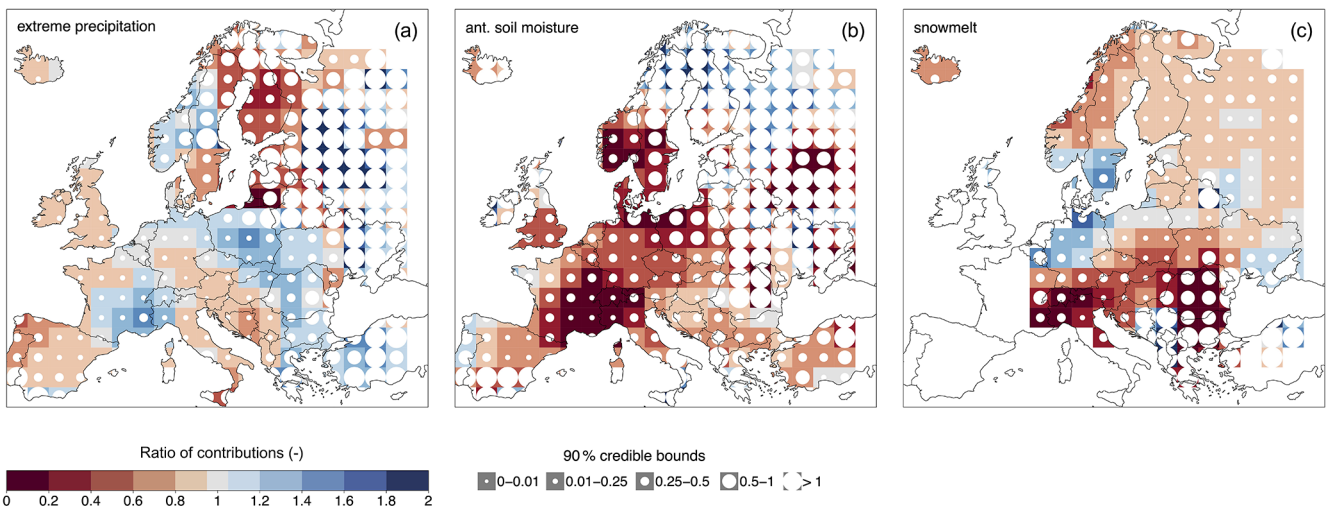 extreme precipitation (a)
ant. soil moisture (b)
snowmelt (c)
Ratio of contributions (-)
0 0.2 0.4 0.6 0.8 1 1.2 1.4 1.6 1.8 2
90 % credible bounds
0–0.01 0.01–0.25 0.25–0.5 0.5–1 > 1